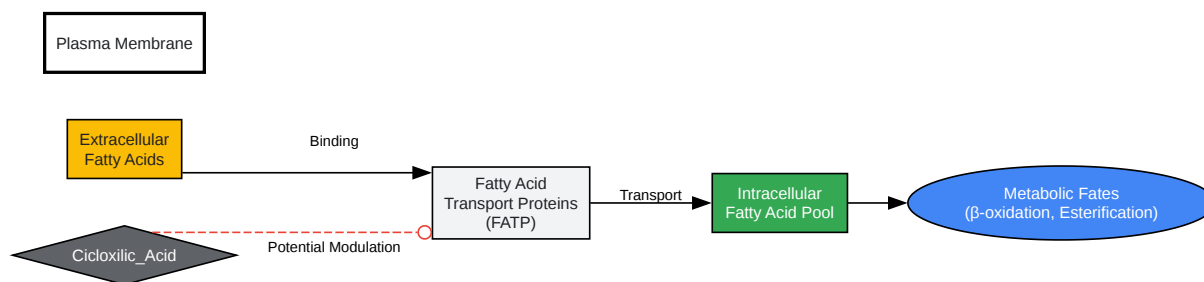 Plasma Membrane
Extracellular
Fatty Acids
Binding
Fatty Acid
Transport Proteins
(FATP)
Transport
Intracellular
Fatty Acid Pool
Metabolic Fates
(β-oxidation, Esterification)
Cicloxilic_Acid
Potential Modulation